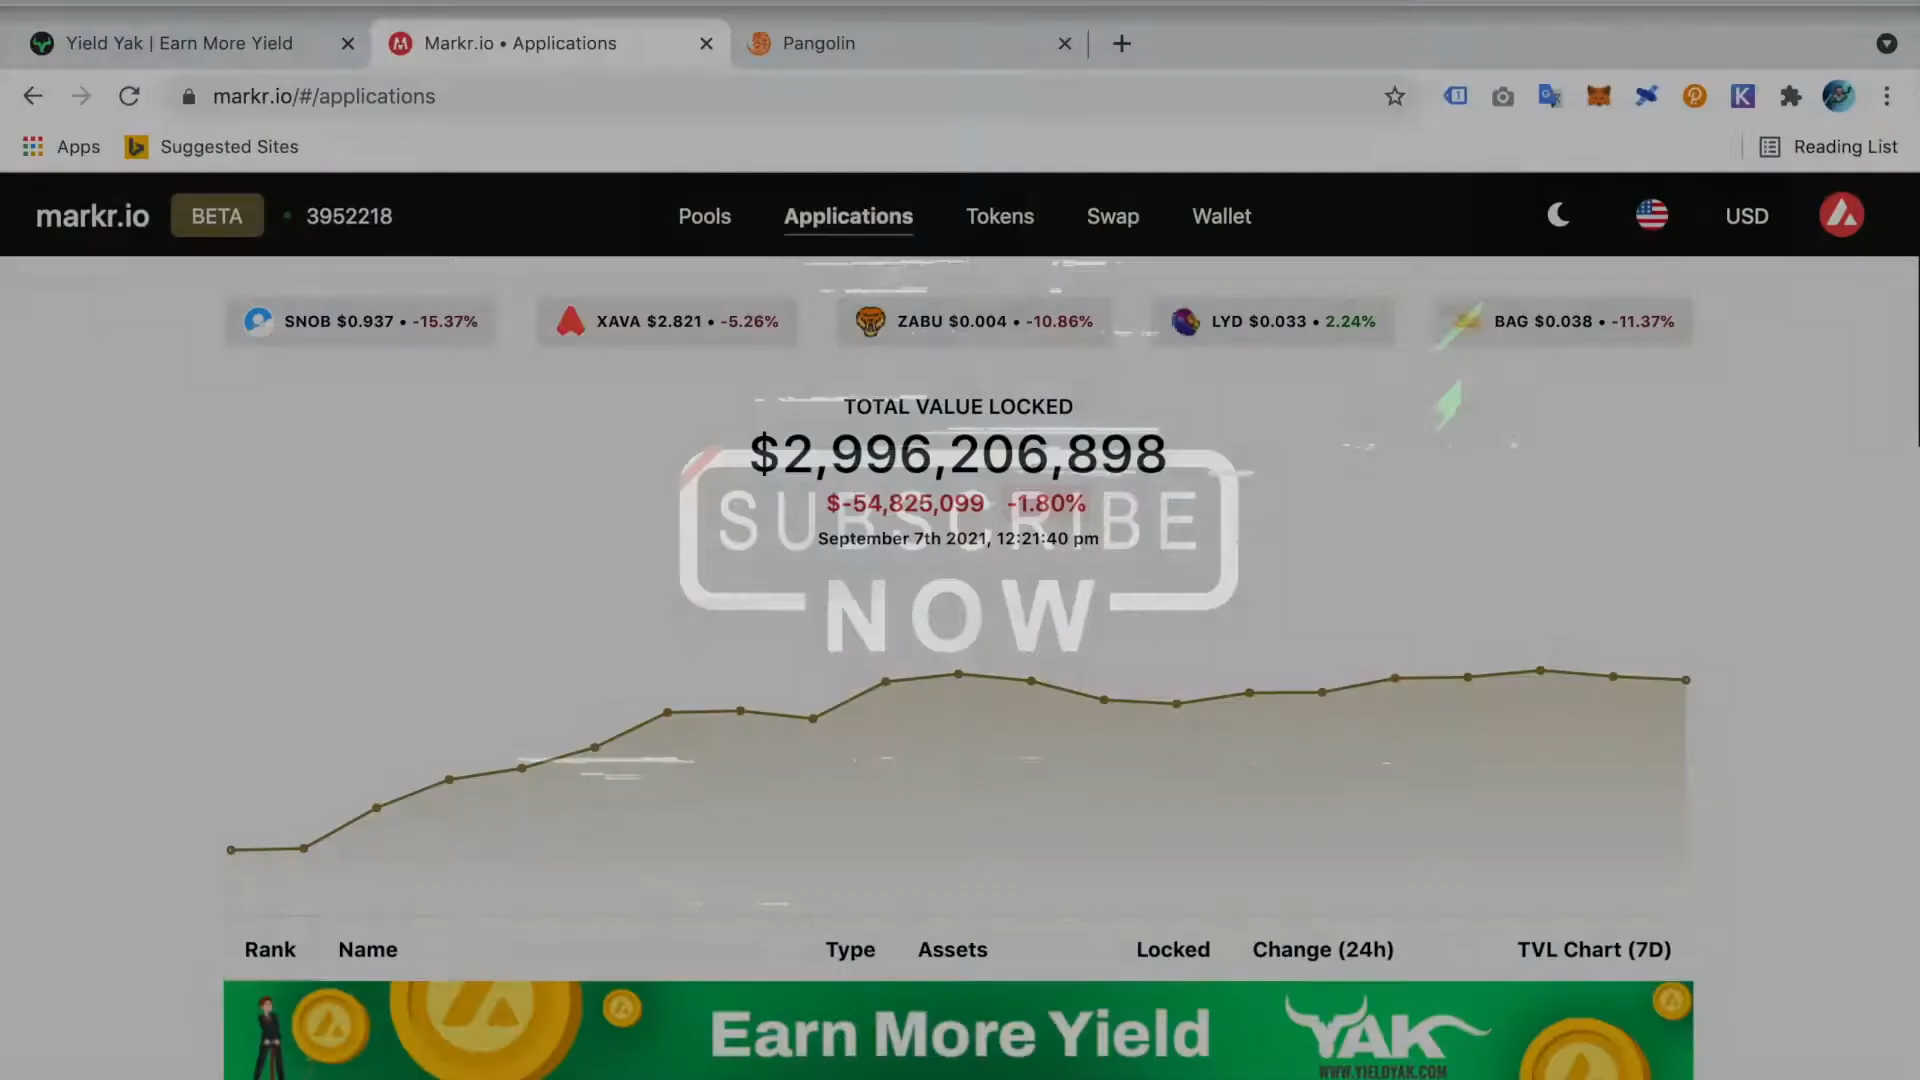 Yield Yak | Earn More Yield
Markr.io • Applications
Pangolin
markr.io/#/applications
Apps
Suggested Sites
Reading List
markr.io BETA • 3952218 Pools Applications Tokens Swap Wallet USD
SNOB $0.937 • -15.37% XAVA $2.821 • -5.26% ZABU $0.004 • -10.86% LYD $0.033 • 2.24% BAG $0.038 • -11.37%
TOTAL VALUE LOCKED
$2,996,206,898
$-54,825,099 -1.80%
SUBSCRIBE
September 7th 2021, 12:21:40 pm
NOW
Rank Name Type Assets Locked Change (24h) TVL Chart (7D)
Earn More Yield
YAK
WWW.YIELDYAK.COM